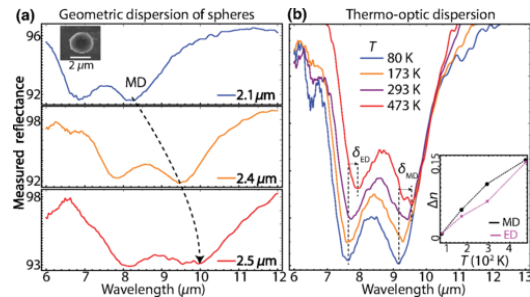 (a) Geometric dispersion of spheres
96
2 μm
MD
92
2.1 μm
98
92
2.4 μm
98
93
2.5 μm
6 7 8 9 10 11 12
Wavelength (μm)
Measured reflectance
(b) Thermo-optic dispersion
T
80 K
173 K
293 K
473 K
δED
δMD
0.15
Δn
0
MD
ED
1 2 3 4
T (10² K)
6 7 8 9 10 11 12 13
Wavelength (μm)